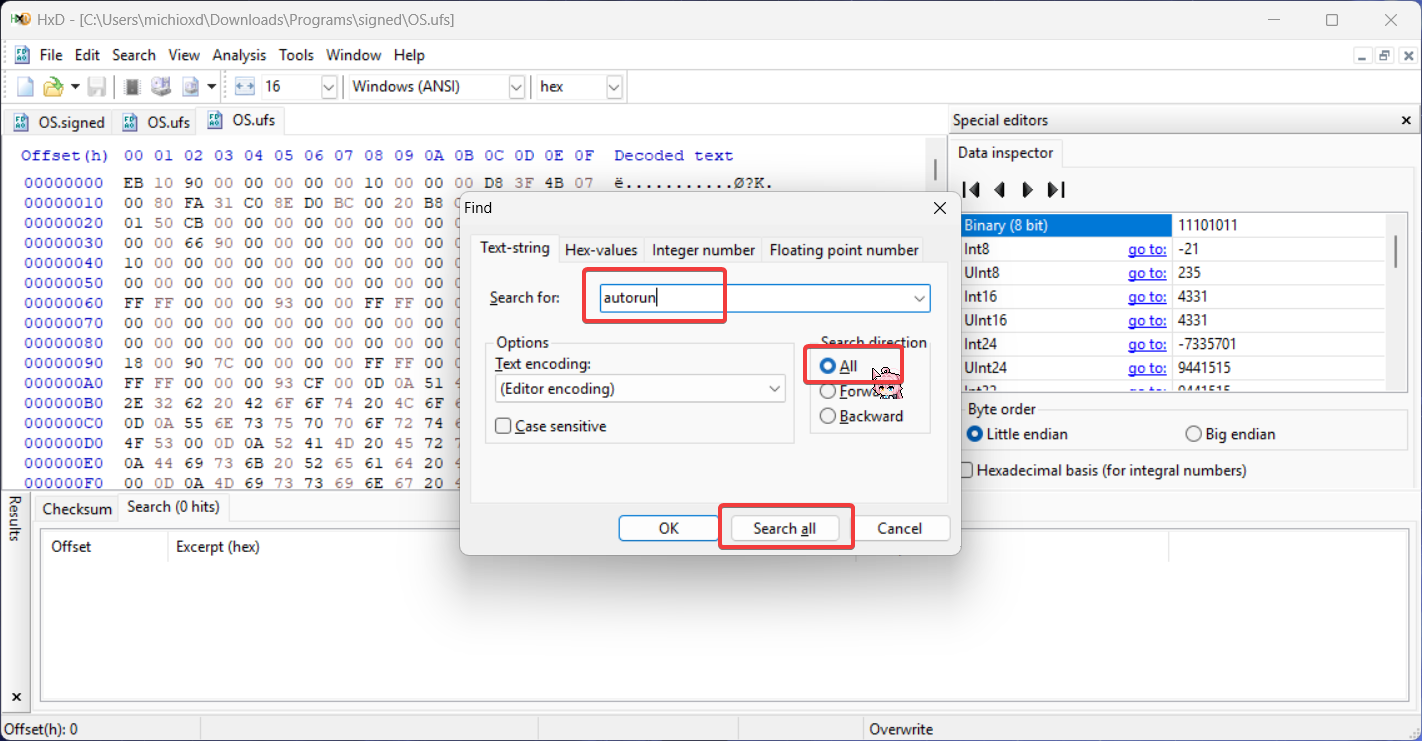 HxD - [C:\Users\michioxd\Downloads\Programs\signed\OS.ufs]
File Edit Search View Analysis Tools Window Help
16 Windows (ANSI) hex
OS.signed OS.ufs OS.ufs
Offset(h) 00 01 02 03 04 05 06 07 08 09 0A 0B 0C 0D 0E 0F Decoded text
00000000 EB 10 90 00 00 00 00 00 10 00 00 00 D8 3F 4B 07 ë...........Ø?K.
00000010 00 80 FA 31 C0 8E D0 BC 00 20 B8
00000020 01 50 CB 00 00 00 00 00 00 00 00
00000030 00 00 66 90 00 00 00 00 00 00 00
00000040 10 00 00 00 00 00 00 00 00 00 00
00000050 00 00 00 00 00 00 00 00 00 00 00
00000060 FF FF 00 00 00 93 00 00 FF FF 00
00000070 00 00 00 00 00 00 00 00 00 00 00
00000080 00 00 00 00 00 00 00 00 00 00 00
00000090 18 00 90 7C 00 00 00 00 FF FF 00
000000A0 FF FF 00 00 00 93 CF 00 0D 0A 51
000000B0 2E 32 62 20 42 6F 6F 74 20 4C 6F
000000C0 0D 0A 55 6E 73 75 70 70 6F 72 74
000000D0 4F 53 00 0D 0A 52 41 4D 20 45 72
000000E0 0A 44 69 73 6B 20 52 65 61 64 20
000000F0 00 0D 0A 4D 69 73 73 69 6E 67 20
Find
Text-string Hex-values Integer number Floating point number
Search for: autorun
Options
Text encoding:
(Editor encoding)
Case sensitive
Search direction
All
Forward
Backward
OK Search all Cancel
Special editors
Data inspector
Binary (8 bit) 11101011
Int8 go to: -21
UInt8 go to: 235
Int16 go to: 4331
UInt16 go to: 4331
Int24 go to: -7335701
UInt24 go to: 9441515
Byte order
Little endian Big endian
Hexadecimal basis (for integral numbers)
Results
Checksum Search (0 hits)
Offset Excerpt (hex)
Offset(h): 0 Overwrite